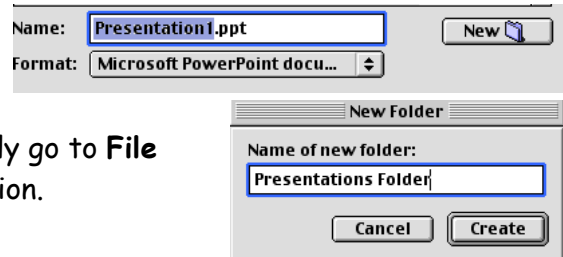 Name: Presentation1.ppt New
Format: Microsoft PowerPoint docu...
New Folder
go to File
Name of new folder:
Presentations Folder
Cancel Create